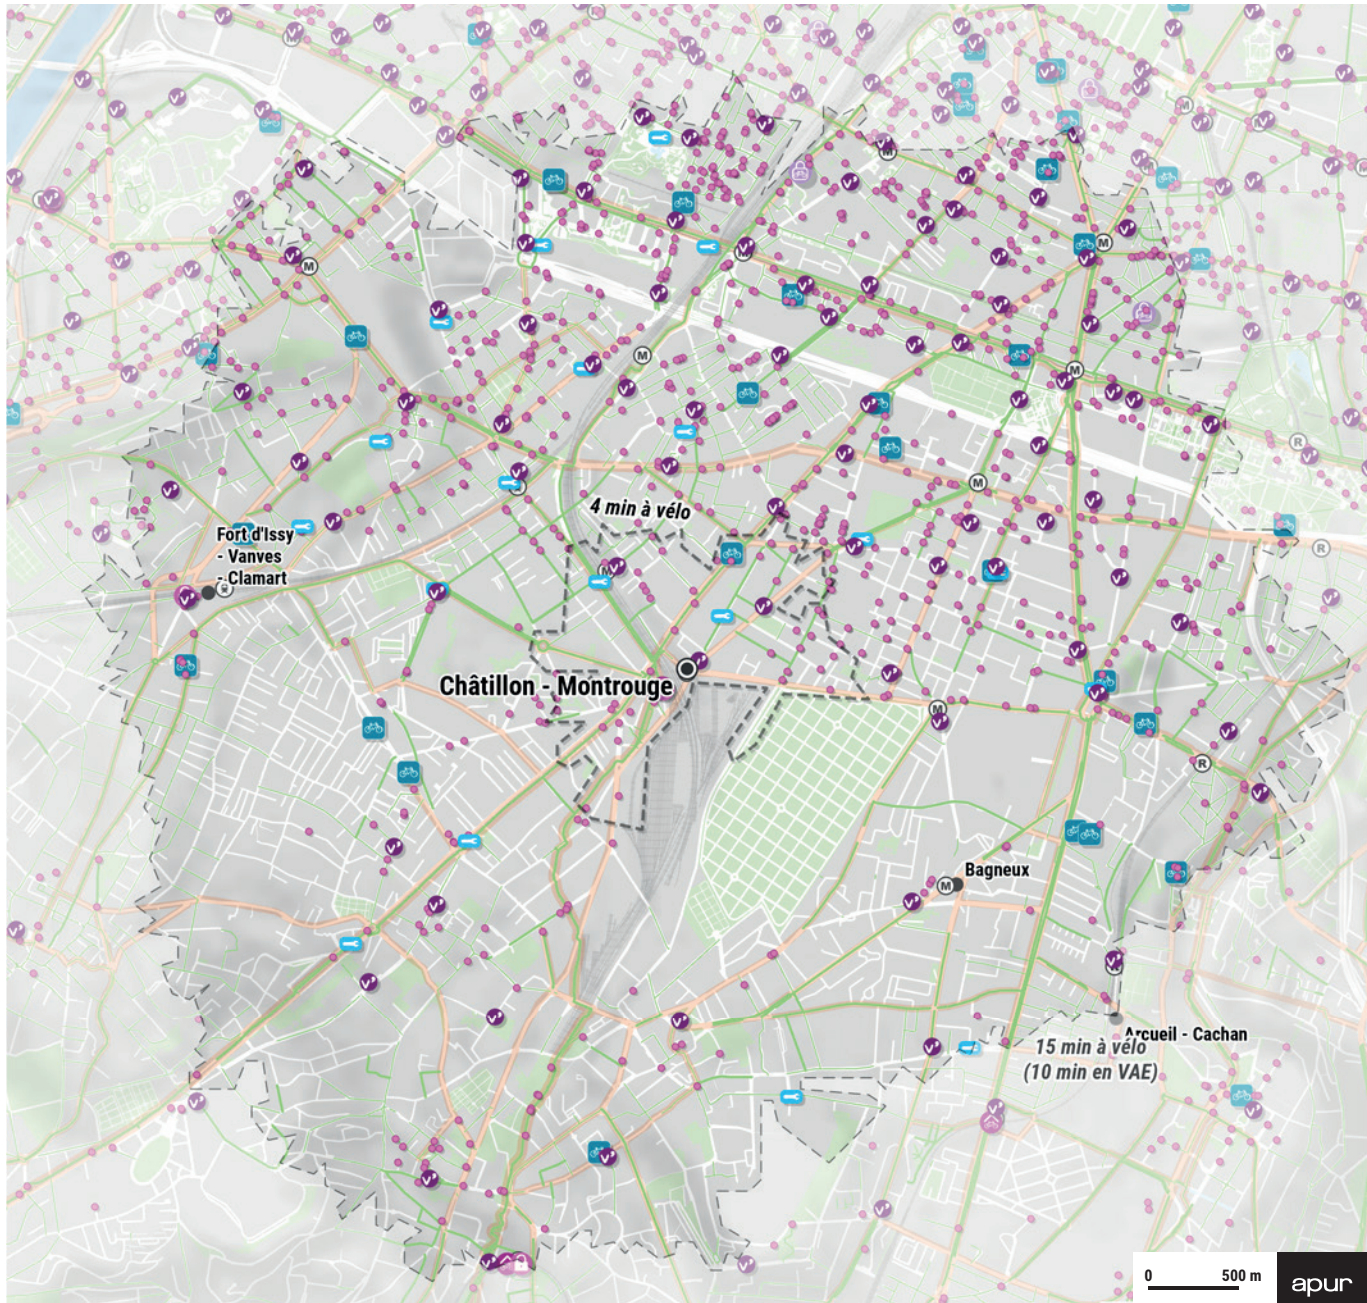 4 min à vélo
Fort d'Issy
- Vanves
- Clamart
Châtillon - Montrouge
Bagneux
Arcueil - Cachan
15 min à vélo
(10 min en VAE)
0 500 m
apur